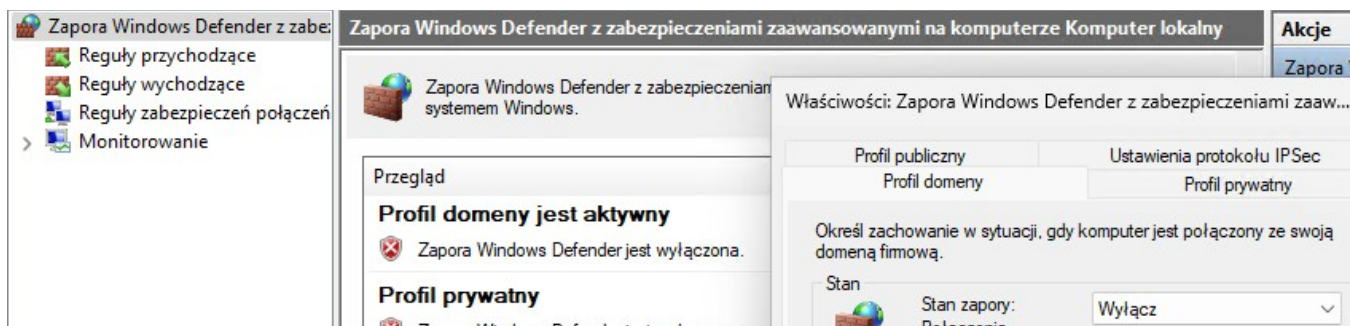 Zapora Windows Defender z zabe
Reguły przychodzące
Reguły wychodzące
Reguły zabezpieczeń połączeń
Monitorowanie
Zapora Windows Defender z zabezpieczeniami zaawansowanymi na komputerze Komputer lokalny
Zapora Windows Defender z zabezpieczeniam
systemem Windows.
Przegląd
Profil domeny jest aktywny
Zapora Windows Defender jest wyłączona.
Profil prywatny
Akcje
Zapora
Właściwości: Zapora Windows Defender z zabezpieczeniami zaaw...
Profil publiczny
Ustawienia protokołu IPSec
Profil domeny
Profil prywatny
Określ zachowanie w sytuacji, gdy komputer jest połączony ze swoją
domeną firmową.
Stan
Stan zapory:
Wyłącz